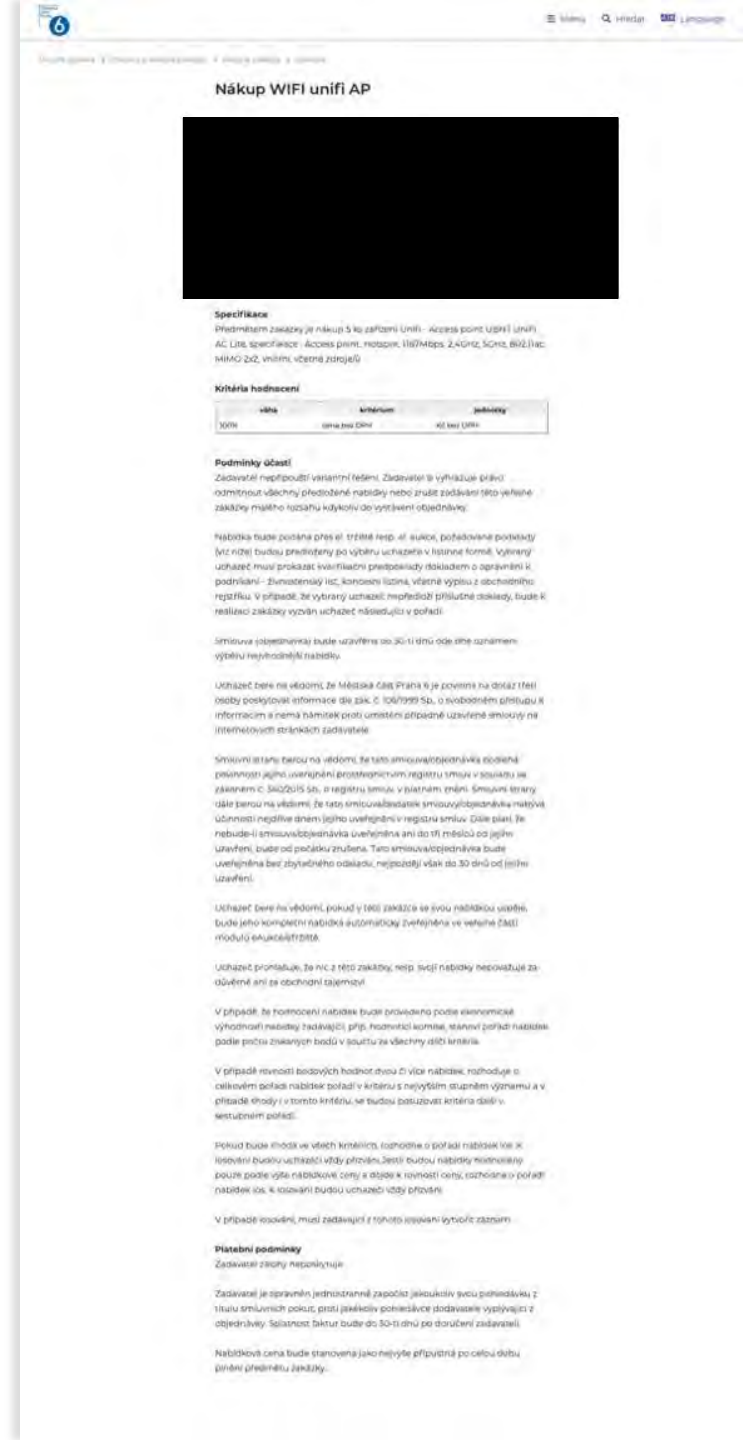 6
Menu Hledat Language
Nákup WIFI unifi AP
Specifikace
Předmětem zakázky je nákup 5 ks zařízení Unifi - Access point UBNT UniFi
AC Lite, specifikace - Access point, hotspot, 1167Mbps, 2,4GHz, 5GHz, 802.11ac,
MIMO 2x2, vnitřní, včetně zdroje/ů
Kritéria hodnocení
váha kritérium jednotky
100% cena bez DPH Kč bez DPH
Podmínky účasti
Zadavatel nepřipouští variantní řešení. Zadavatel si vyhrazuje právo
odmítnout všechny předložené nabídky nebo zrušit zadávání této veřejné
zakázky malého rozsahu kdykoliv do vystavení objednávky.
Nabídka bude podána přes el. tržiště resp. el. aukce, požadované podklady
(viz níže) budou předloženy po výběru uchazeče v listinné formě. Vybraný
uchazeč musí prokázat kvalifikační předpoklady dokladem o oprávnění k
podnikání - živnostenský list, koncesní listina, včetně výpisu z obchodního
rejstříku. V případě, že vybraný uchazeč nepředloží příslušné doklady, bude k
realizaci zakázky vyzván uchazeč následující v pořadí.
Smlouva (objednávka) bude uzavřena do 30-ti dnů ode dne oznámení
výběru nejvhodnější nabídky.
Uchazeč bere na vědomí, že Městská část Praha 6 je povinna na dotaz třetí
osoby poskytovat informace dle zák. č. 106/1999 Sb., o svobodném přístupu k
informacím a nemá námitek proti umístění případné uzavřené smlouvy na
internetových stránkách zadavatele.
Smluvní strany berou na vědomí, že tato smlouva/objednávka podléhá
povinnosti jejího uveřejnění prostřednictvím registru smluv v souladu se
zákonem č. 340/2015 Sb., o registru smluv, v platném znění. Smluvní strany
dále berou na vědomí, že tato smlouva/dodatek smlouvy/objednávka nabývá
účinnosti nejdříve dnem jejího uveřejnění v registru smluv. Dále platí, že
nebude-li smlouva/objednávka uveřejněna ani do tří měsíců od jejího
uzavření, bude od počátku zrušena. Tato smlouva/objednávka bude
uveřejněna bez zbytečného odkladu, nejpozději však do 30 dnů od jejího
uzavření.
Uchazeč bere na vědomí, pokud v této zakázce se svou nabídkou uspěje,
bude jeho kompletní nabídka automaticky zveřejněna ve veřejné části
modulu eAukce/eTržiště.
Uchazeč prohlašuje, že nic z této zakázky, resp. svojí nabídky nepovažuje za
důvěrné ani za obchodní tajemství.
V případě, že hodnocení nabídek bude provedeno podle ekonomické
výhodnosti nabídky zadávající, příp. hodnotící komise, stanoví pořadí nabídek
podle počtu získaných bodů v součtu za všechny dílčí kritéria.
V případě rovnosti bodových hodnot dvou či více nabídek, rozhoduje o
celkovém pořadí nabídek pořadí v kritériu s nejvyšším stupněm významu a v
případě shody i v tomto kritériu, se budou posuzovat kritéria další v
sestupném pořadí.
Pokud bude shoda ve všech kritériích, rozhodne o pořadí nabídek los. K
losování budou uchazeči vždy přizváni. Jestli budou nabídky hodnoceny
pouze podle výše nabídkové ceny a dojde k rovnosti ceny, rozhodne o pořadí
nabídek los. K losování budou uchazeči vždy přizváni.
V případě losování, musí zadávající z tohoto losování vytvořit záznam.
Platební podmínky
Zadavatel zálohy neposkytuje.
Zadavatel je oprávněn jednostranně započíst jakoukoliv svou pohledávku z
titulu smluvních pokut, proti jakékoliv pohledávce dodavatele vyplývající z
objednávky. Splatnost faktur bude do 30-ti dnů po doručení zadavateli.
Nabídková cena bude stanovena jako nejvýše přípustná po celou dobu
plnění předmětu zakázky.